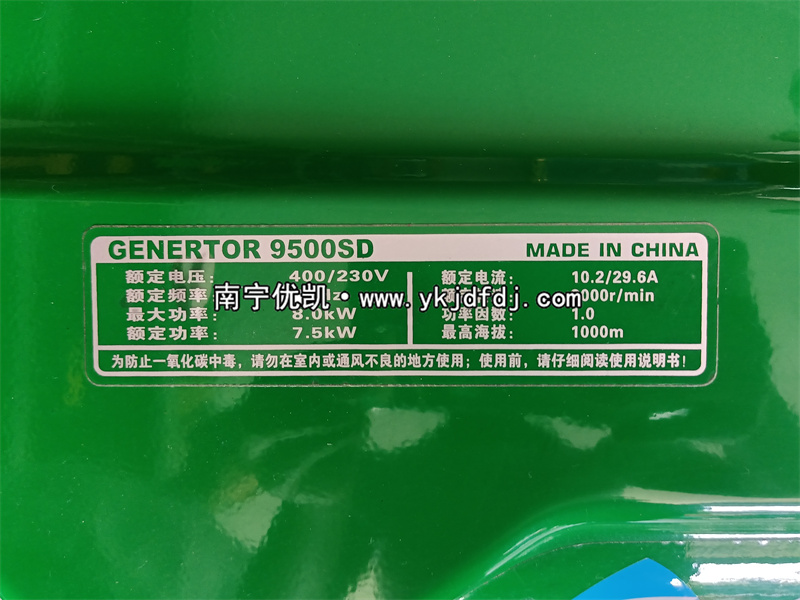 GENERTOR 9500SD MADE IN CHINA
额定电压: 400/230V 额定电流: 10.2/29.6A
额定频率
南宁优凯·www.ykjdfdj.com
000r/min
最大功率: 8.0kW 功率因数: 1.0
额定功率: 7.5kW 最高海拔: 1000m
为防止一氧化碳中毒,请勿在室内或通风不良的地方使用;使用前,请仔细阅读使用说明书!